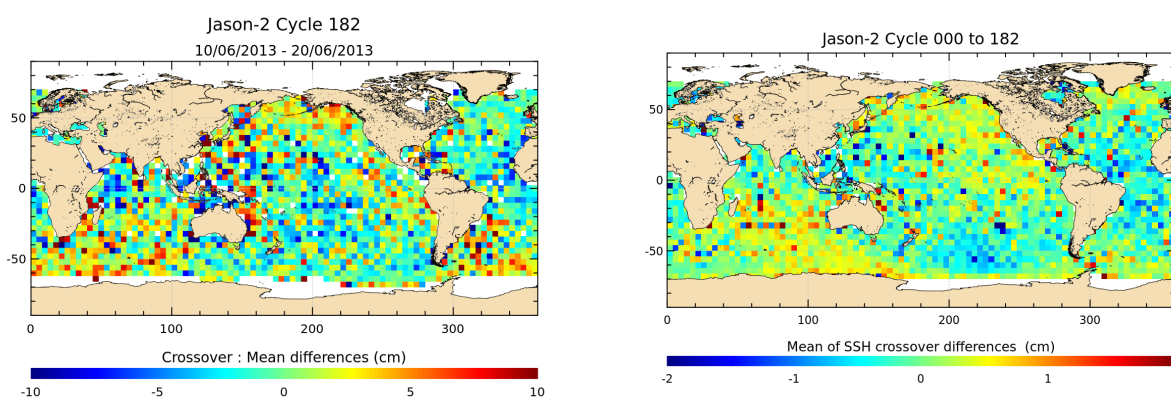 Jason-2 Cycle 182
10/06/2013 - 20/06/2013
50
0
-50
0 100 200 300
Crossover : Mean differences (cm)
-10 -5 0 5 10
Jason-2 Cycle 000 to 182
50
0
-50
0 100 200 300
Mean of SSH crossover differences (cm)
-2 -1 0 1